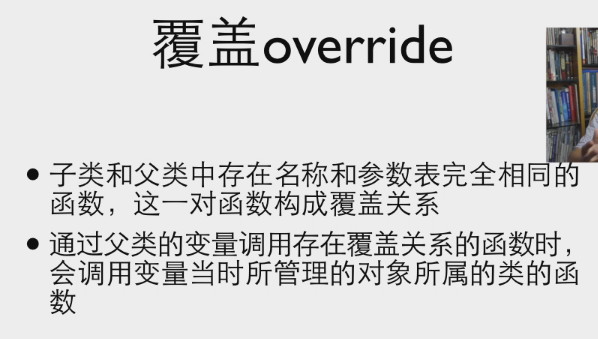 覆盖override
• 子类和父类中存在名称和参数表完全相同的
函数，这一对函数构成覆盖关系
• 通过父类的变量调用存在覆盖关系的函数时，
会调用变量当时所管理的对象所属的类的函
数